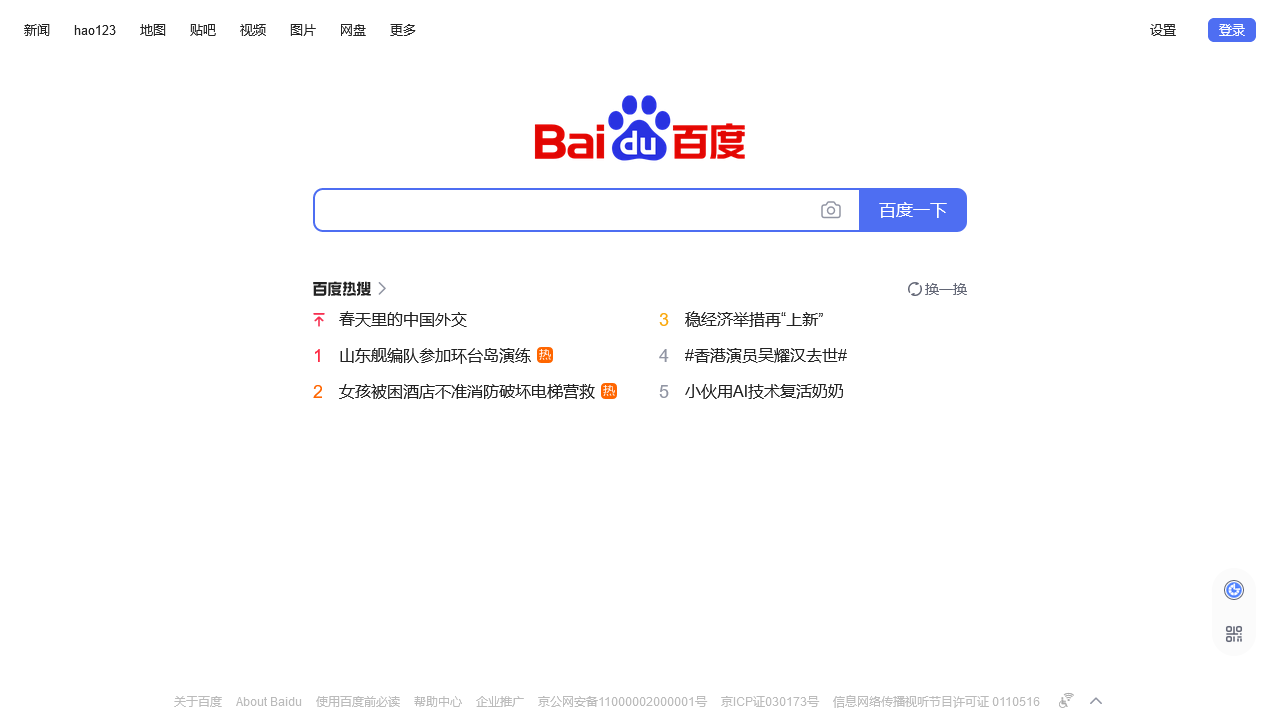 新闻 hao123 地图 贴吧 视频 图片 网盘 更多 设置 登录
Bai du 百度
百度一下
百度热搜 换一换
春天里的中国外交
1 山东舰编队参加环台岛演练 热
2 女孩被困酒店不准消防破坏电梯营救 热
3 稳经济举措再“上新”
4 #香港演员吴耀汉去世#
5 小伙用AI技术复活奶奶
关于百度 About Baidu 使用百度前必读 帮助中心 企业推广 京公网安备11000002000001号 京ICP证030173号 信息网络传播视听节目许可证 0110516